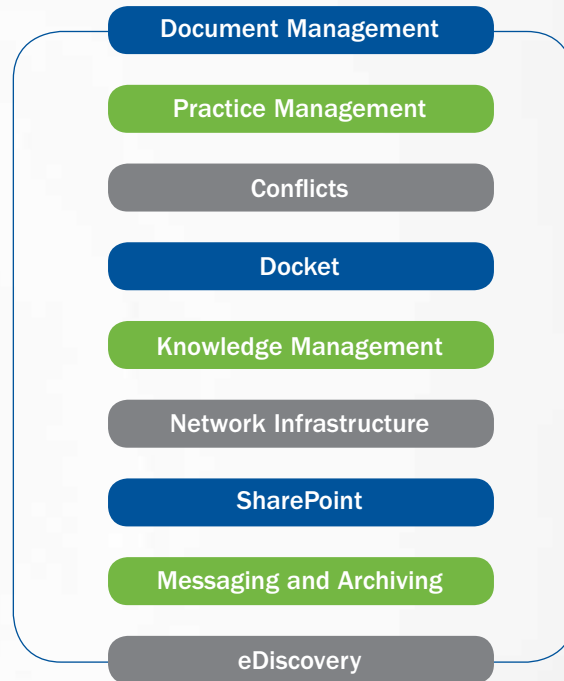 Document Management
Practice Management
Conflicts
Docket
Knowledge Management
Network Infrastructure
SharePoint
Messaging and Archiving
eDiscovery